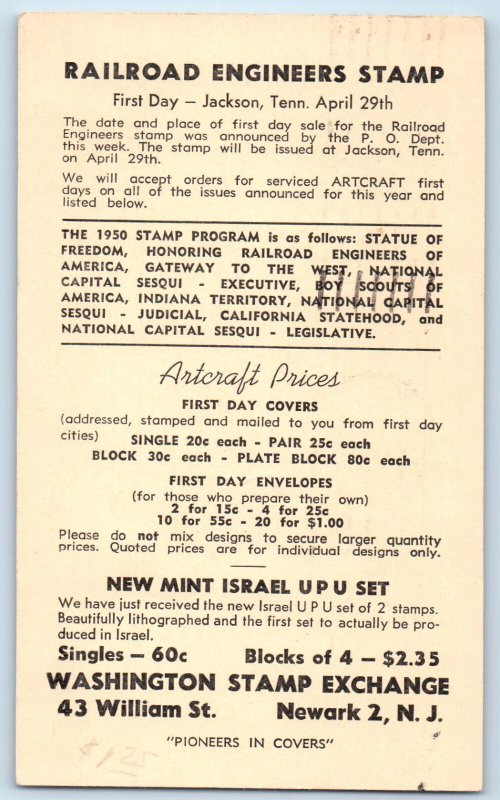 RAILROAD ENGINEERS STAMP
First Day – Jackson, Tenn. April 29th
The date and place of first day sale for the Railroad
Engineers stamp was announced by the P. O. Dept.
this week. The stamp will be issued at Jackson, Tenn.
on April 29th.
We will accept orders for serviced ARTCRAFT first
days on all of the issues announced for this year and
listed below.
THE 1950 STAMP PROGRAM is as follows: STATUE OF
FREEDOM, HONORING RAILROAD ENGINEERS OF
AMERICA, GATEWAY TO THE WEST, NATIONAL
CAPITAL SESQUI - EXECUTIVE, BOY SCOUTS OF
AMERICA, INDIANA TERRITORY, NATIONAL CAPITAL
SESQUI - JUDICIAL, CALIFORNIA STATEHOOD, and
NATIONAL CAPITAL SESQUI - LEGISLATIVE.
Artcraft Prices
FIRST DAY COVERS
(addressed, stamped and mailed to you from first day
cities) SINGLE 20c each - PAIR 25c each
BLOCK 30c each - PLATE BLOCK 80c each
FIRST DAY ENVELOPES
(for those who prepare their own)
2 for 15c - 4 for 25c
10 for 55c - 20 for $1.00
Please do not mix designs to secure larger quantity
prices. Quoted prices are for individual designs only.
NEW MINT ISRAEL U P U SET
We have just received the new Israel U P U set of 2 stamps.
Beautifully lithographed and the first set to actually be pro-
duced in Israel.
Singles – 60c Blocks of 4 – $2.35
WASHINGTON STAMP EXCHANGE
43 William St. Newark 2, N. J.
"PIONEERS IN COVERS"
$1.25